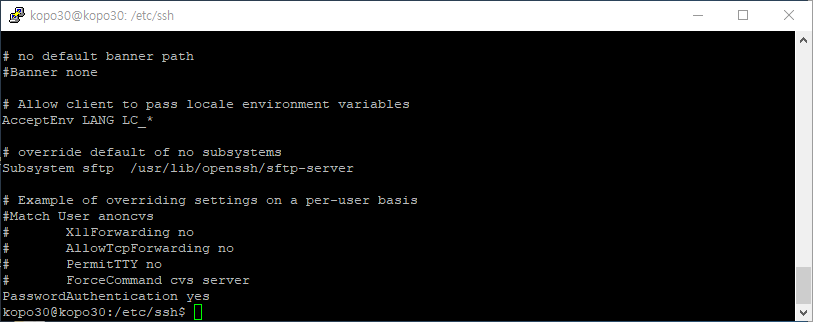 kopo30@kopo30: /etc/ssh
# no default banner path
#Banner none
# Allow client to pass locale environment variables
AcceptEnv LANG LC_*
# override default of no subsystems
Subsystem sftp  /usr/lib/openssh/sftp-server
# Example of overriding settings on a per-user basis
#Match User anoncvs
#       X11Forwarding no
#       AllowTcpForwarding no
#       PermitTTY no
#       ForceCommand cvs server
PasswordAuthentication yes
kopo30@kopo30:/etc/ssh$